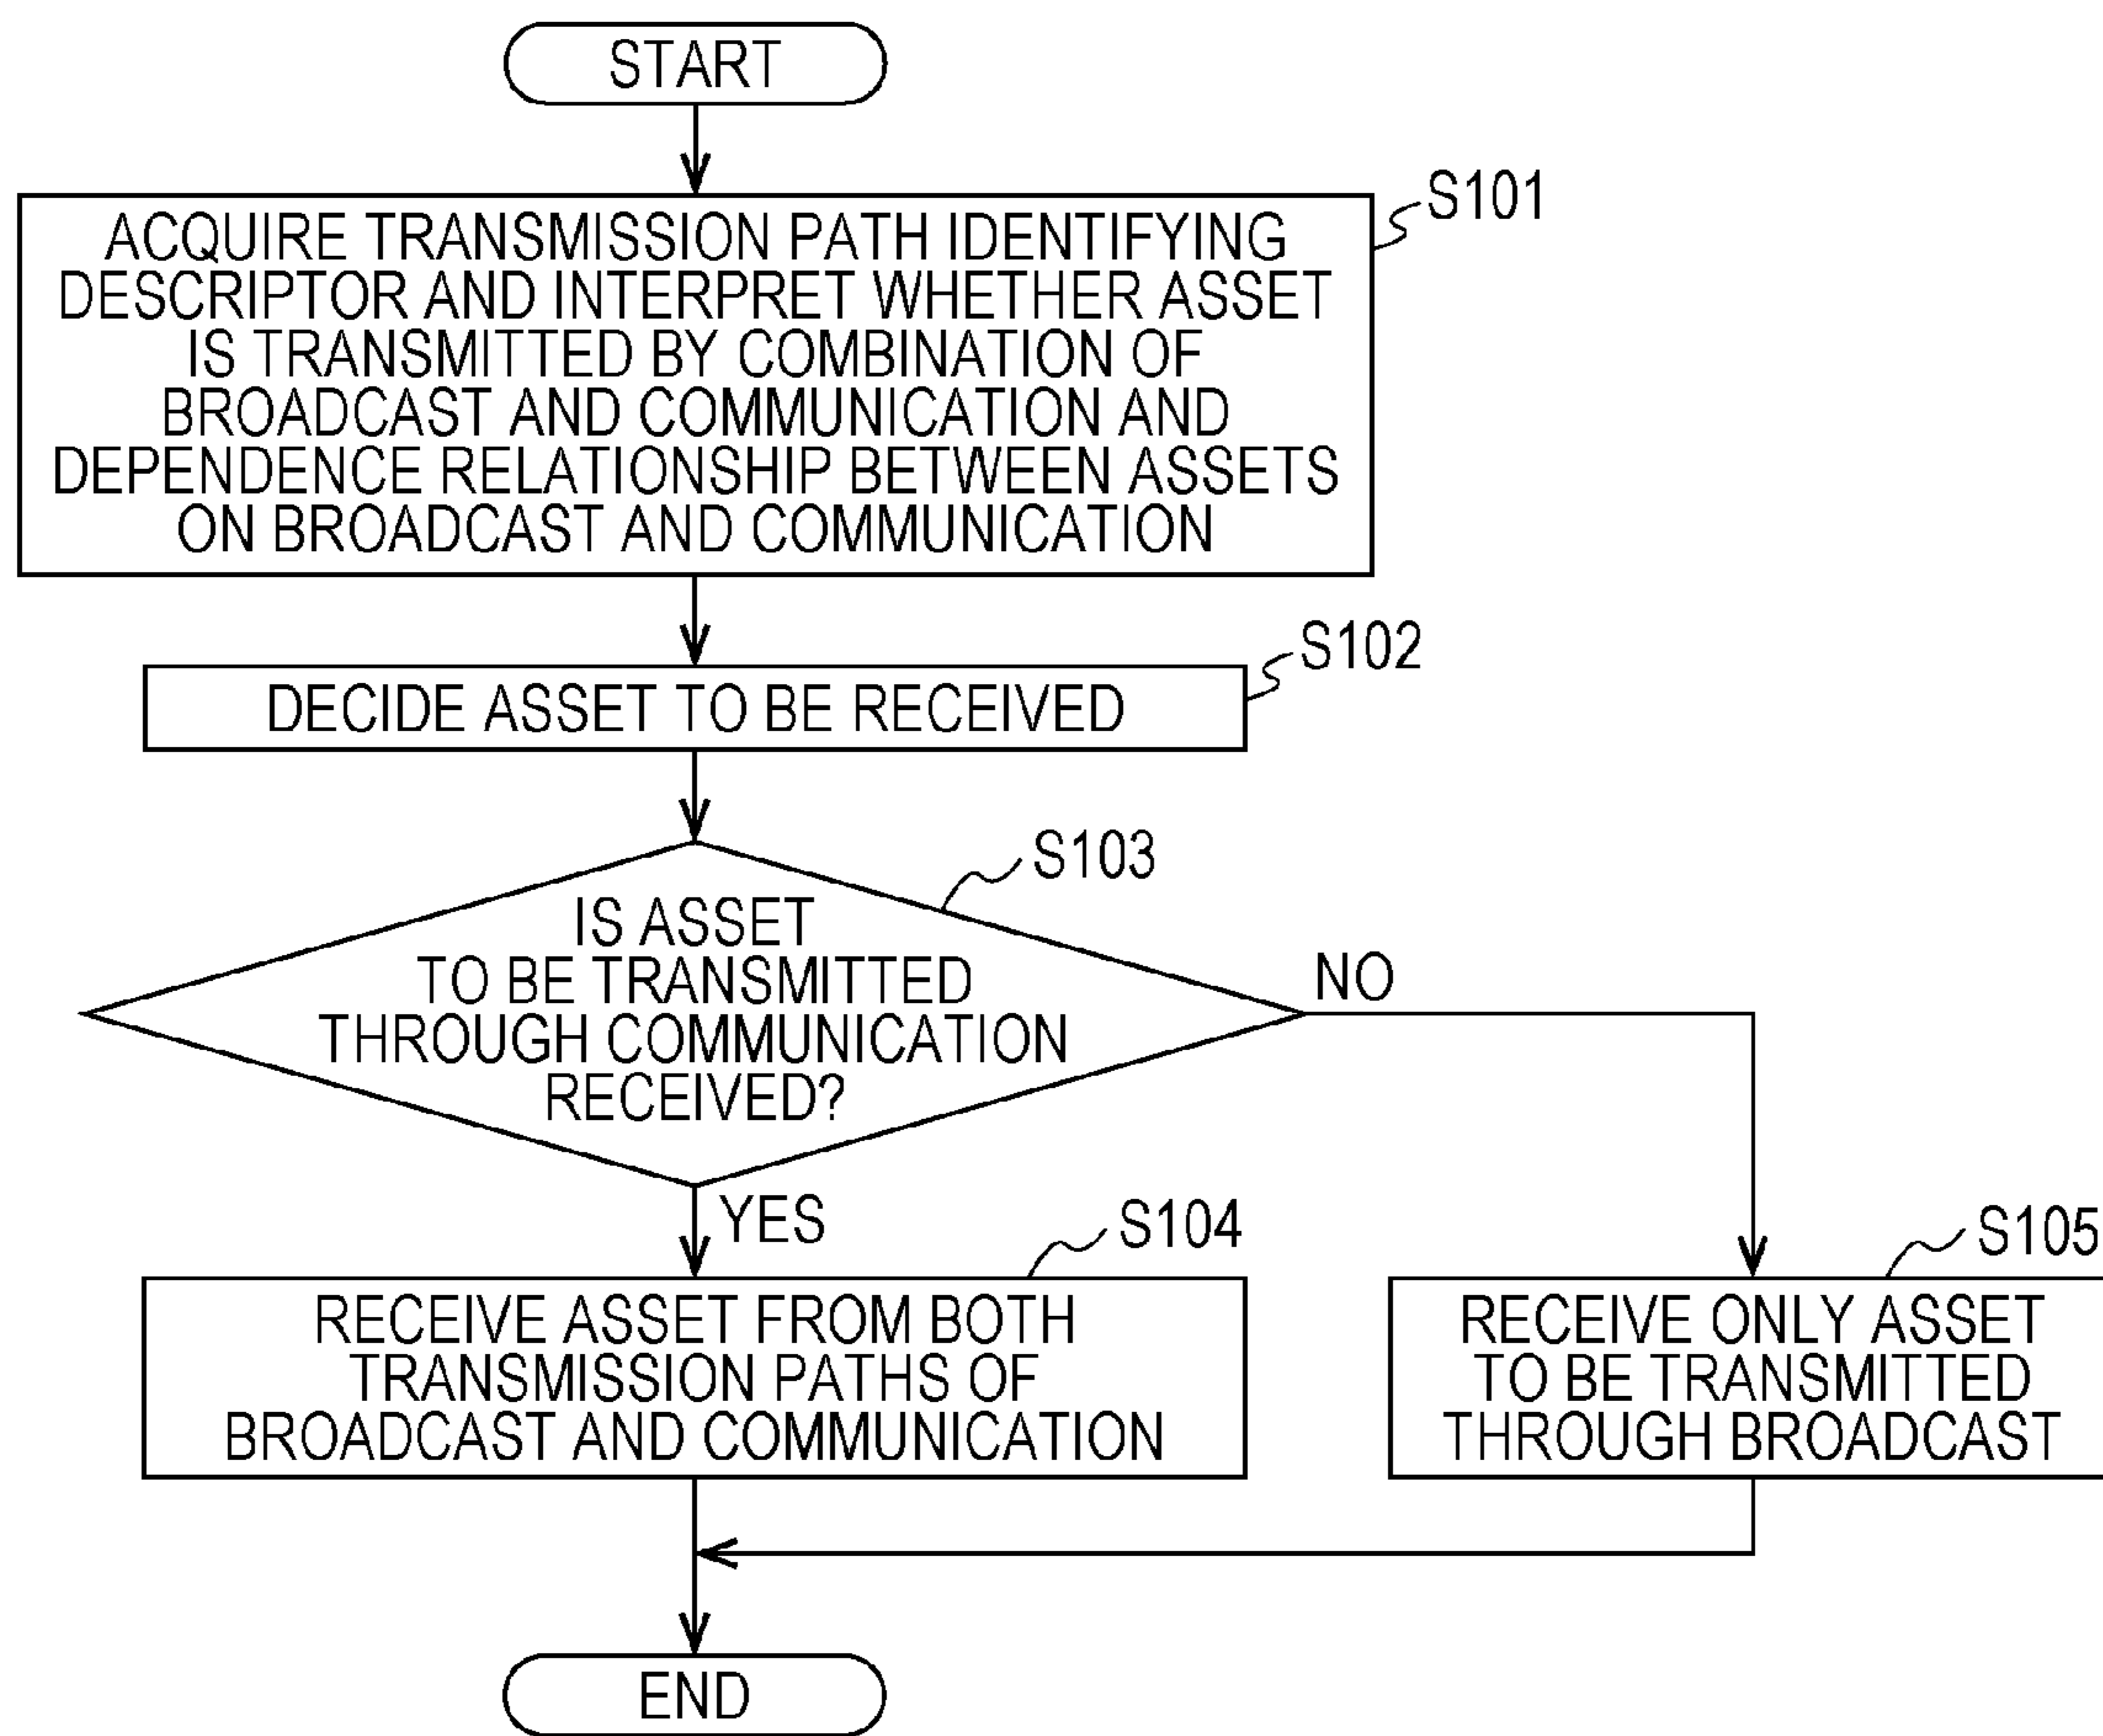 START
S101
ACQUIRE TRANSMISSION PATH IDENTIFYING
DESCRIPTOR AND INTERPRET WHETHER ASSET
IS TRANSMITTED BY COMBINATION OF
BROADCAST AND COMMUNICATION AND
DEPENDENCE RELATIONSHIP BETWEEN ASSETS
ON BROADCAST AND COMMUNICATION
S102
DECIDE ASSET TO BE RECEIVED
S103
IS ASSET
TO BE TRANSMITTED
THROUGH COMMUNICATION
RECEIVED?
NO
YES
S104
RECEIVE ASSET FROM BOTH
TRANSMISSION PATHS OF
BROADCAST AND COMMUNICATION
S105
RECEIVE ONLY ASSET
TO BE TRANSMITTED
THROUGH BROADCAST
END